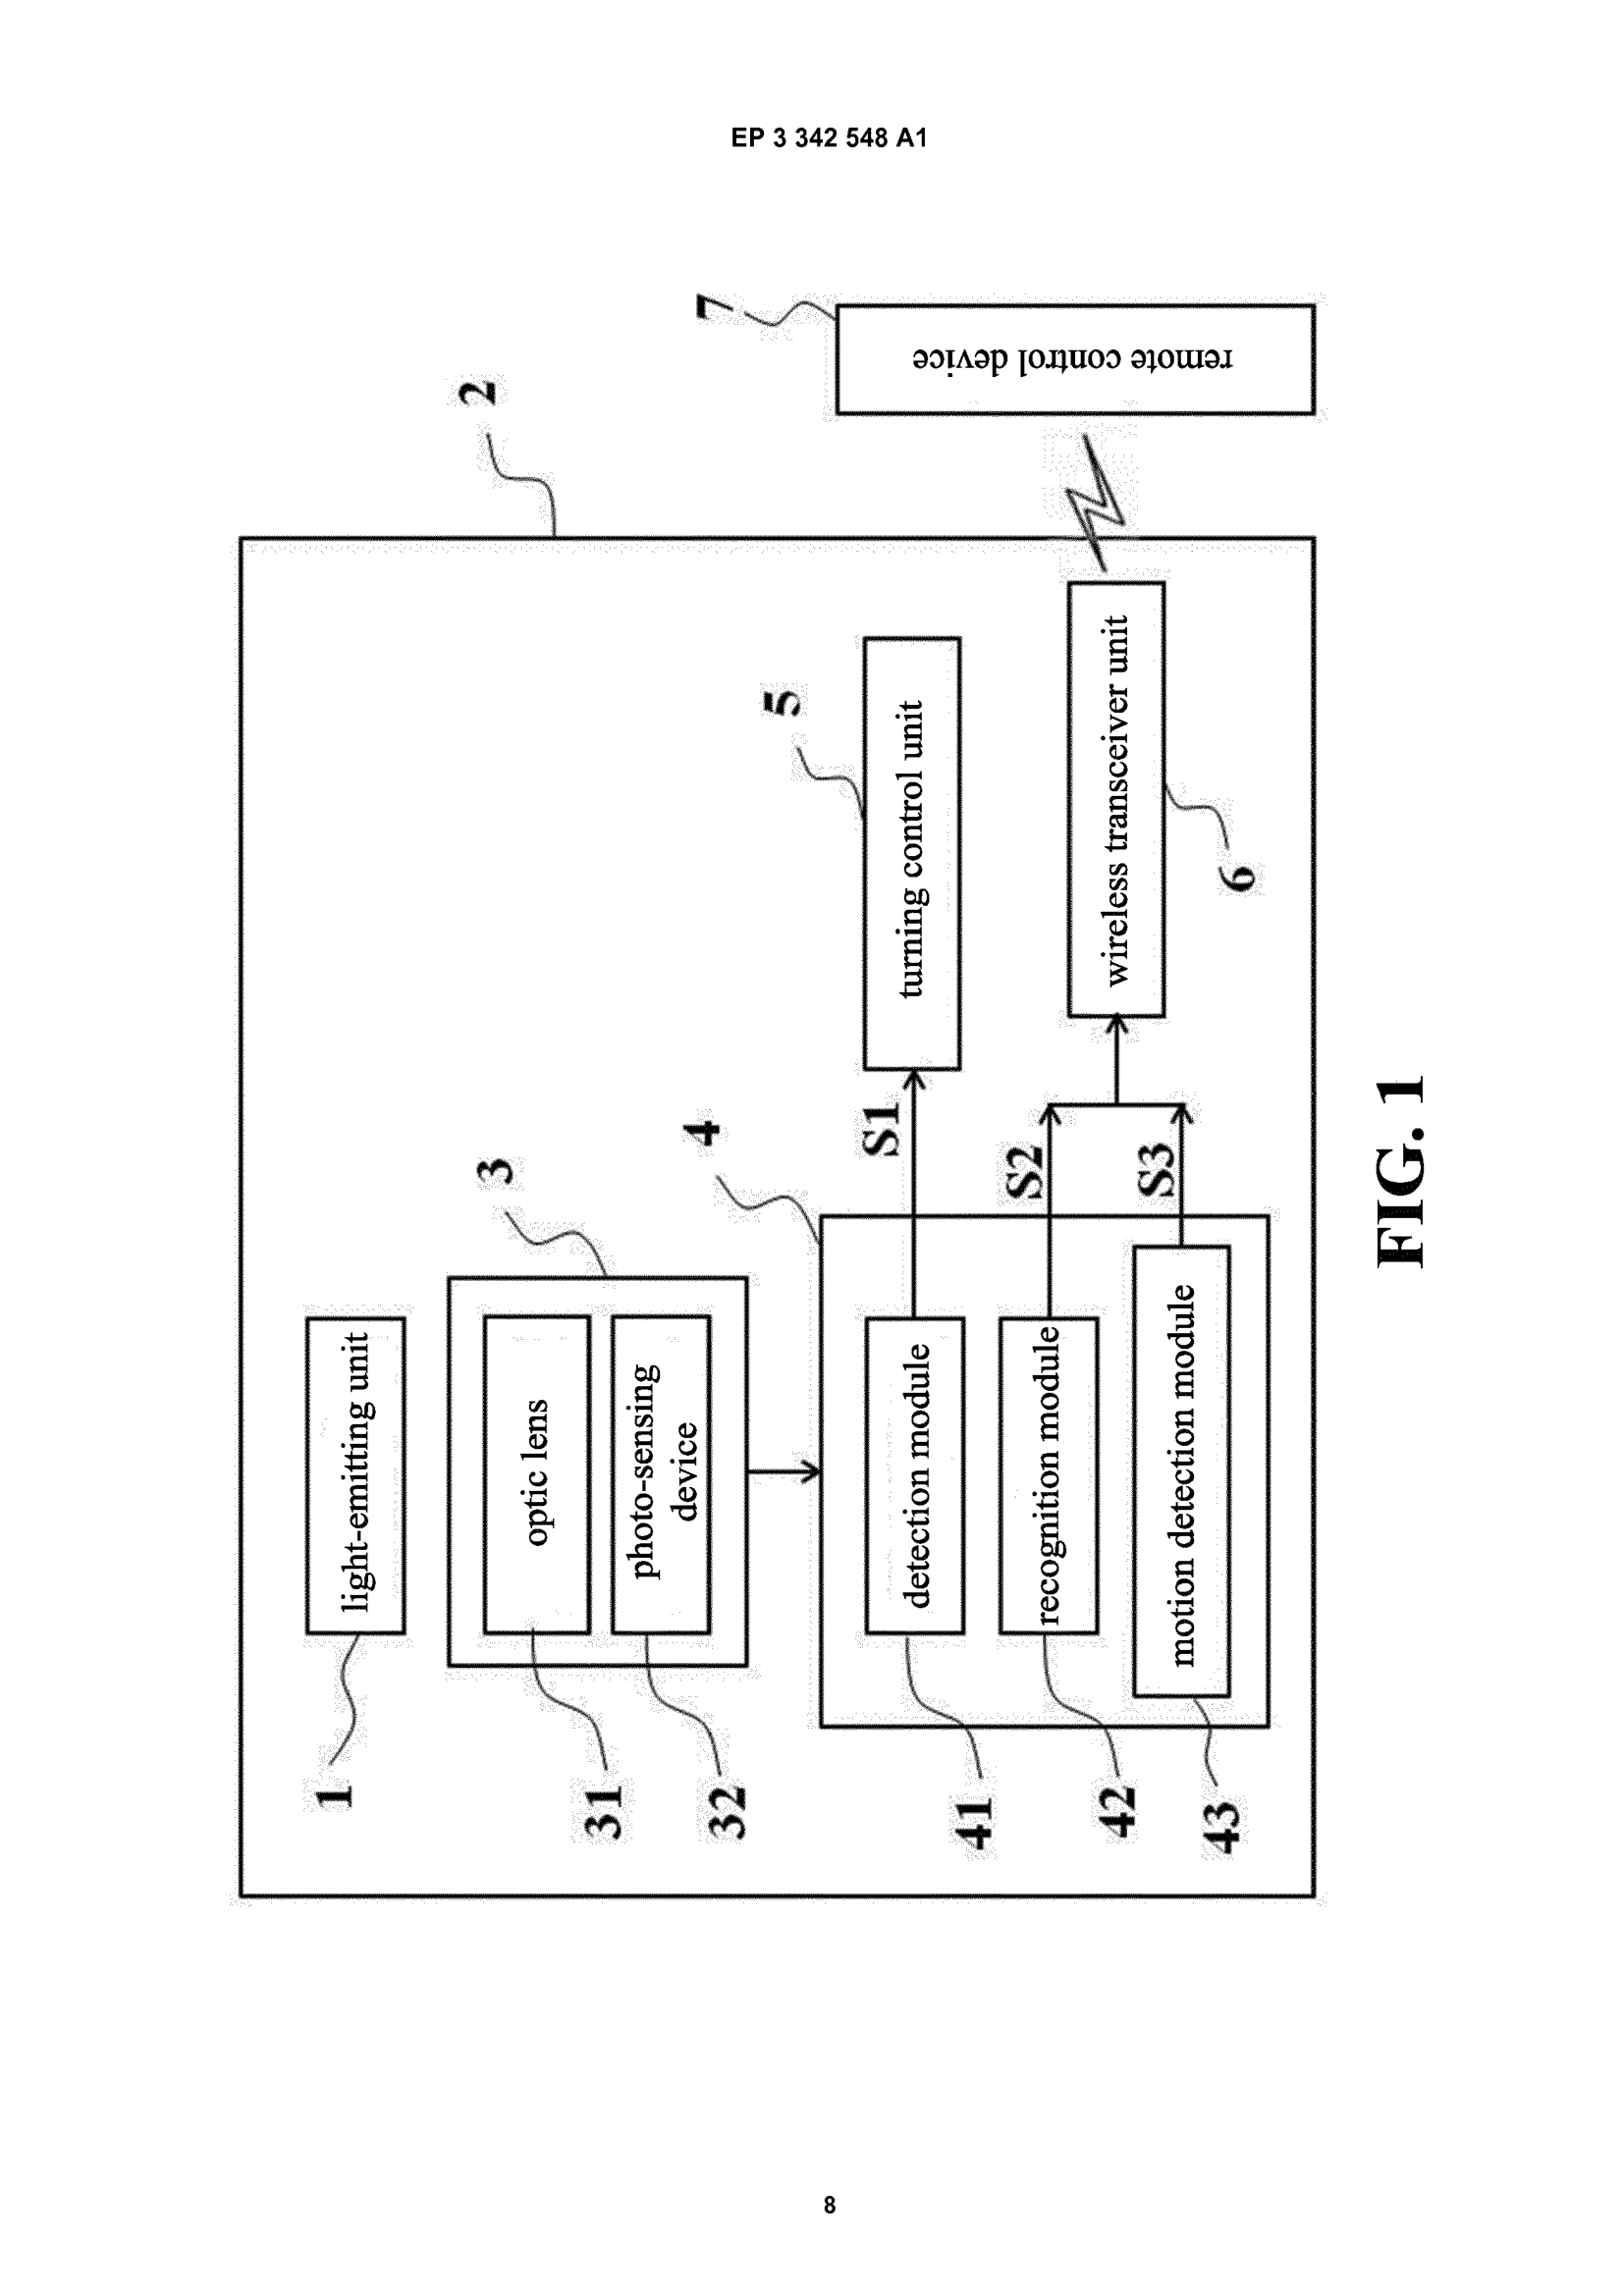 EP 3 342 548 A1
1
light-emitting unit
2
3
optic lens
31
photo-sensing
device
32
4
detection module
41
recognition module
42
motion detection module
43
S1
S2
S3
5
turning control unit
6
wireless transceiver unit
7
remote control device
FIG. 1
8